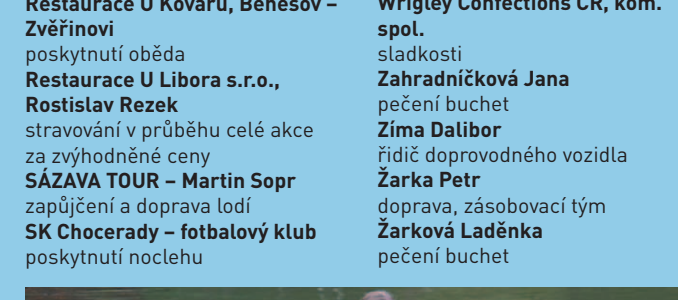 Restaurace U Kovářů, Benešov –
Zvěřinovi
poskytnutí oběda
Restaurace U Libora s.r.o.,
Rostislav Rezek
stravování v průběhu celé akce
za zvýhodněné ceny
SÁZAVA TOUR – Martin Sopr
zapůjčení a doprava lodí
SK Chocerady – fotbalový klub
poskytnutí noclehu
Wrigley Confections ČR, kom.
spol.
sladkosti
Zahradníčková Jana
pečení buchet
Zíma Dalibor
řidič doprovodného vozidla
Žarka Petr
doprava, zásobovací tým
Žarková Laděnka
pečení buchet